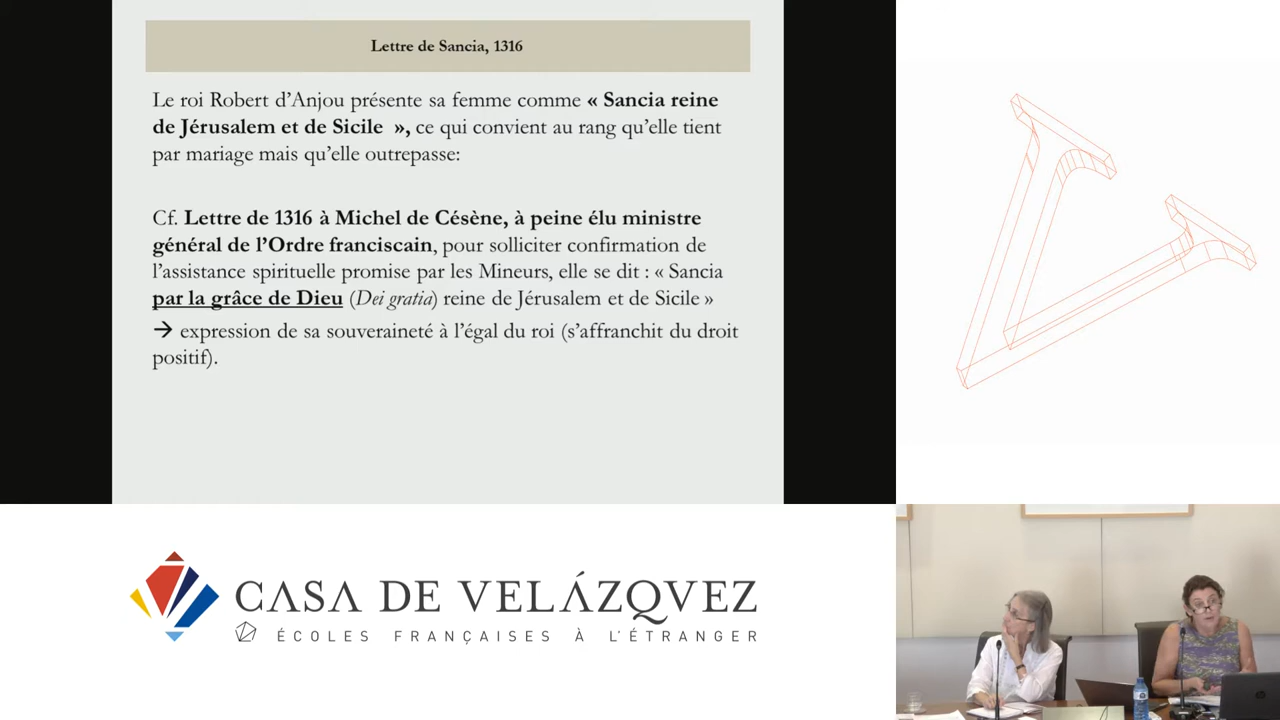 Lettre de Sancia, 1316
Le roi Robert d’Anjou présente sa femme comme « Sancia reine
de Jérusalem et de Sicile », ce qui convient au rang qu’elle tient
par mariage mais qu’elle outrepasse:
Cf. Lettre de 1316 à Michel de Césène, à peine élu ministre
général de l’Ordre franciscain, pour solliciter confirmation de
l’assistance spirituelle promise par les Mineurs, elle se dit : « Sancia
par la grâce de Dieu (Dei gratia) reine de Jérusalem et de Sicile »
→ expression de sa souveraineté à l’égal du roi (s’affranchit du droit
positif).
CASA DE VELÁZQVEZ
ÉCOLES FRANÇAISES À L’ÉTRANGER